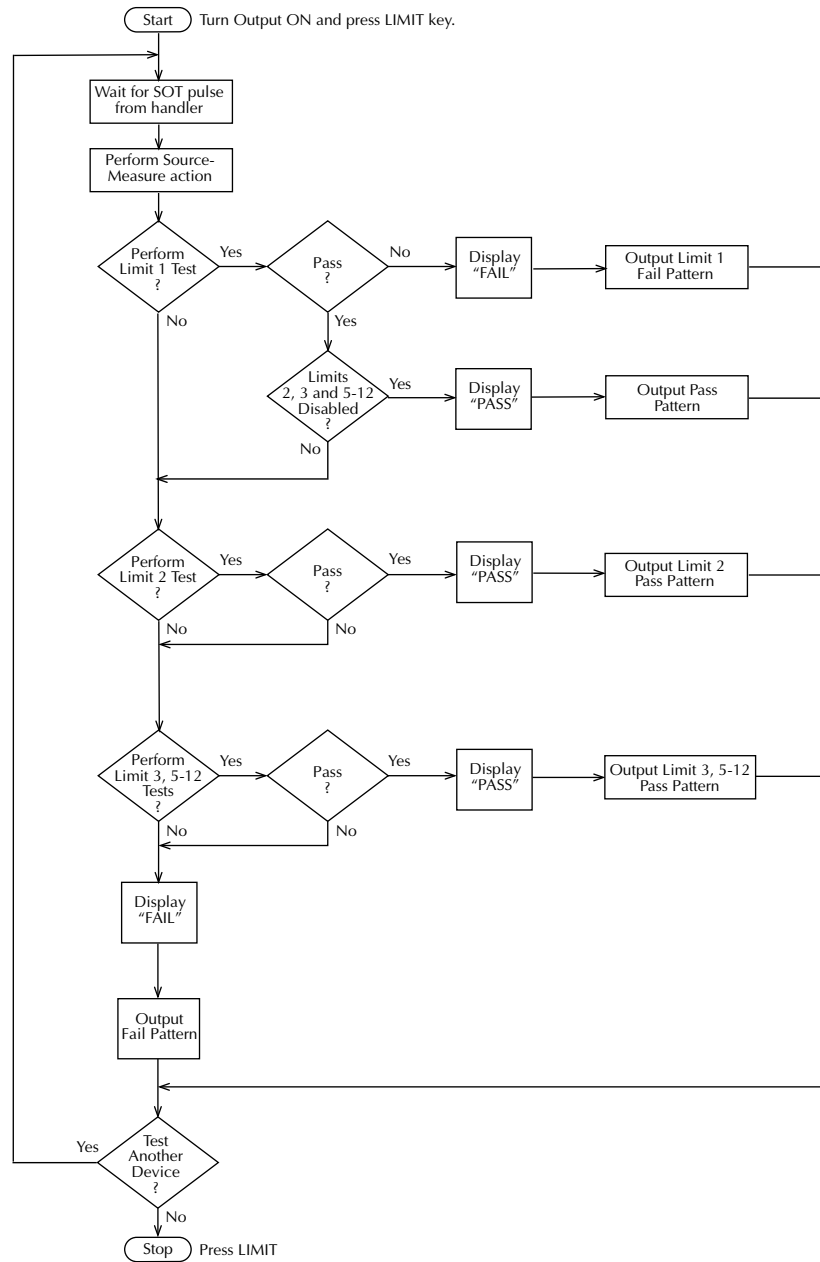 Start
Turn Output ON and press LIMIT key.
Wait for SOT pulse
from handler
Perform Source-
Measure action
Perform
Limit 1 Test
?
Yes
Pass
?
No
Display
“FAIL”
Output Limit 1
Fail Pattern
No
Yes
Limits
2, 3 and 5-12
Disabled
?
Yes
Display
“PASS”
Output Pass
Pattern
No
Perform
Limit 2 Test
?
Yes
Pass
?
Yes
Display
“PASS”
Output Limit 2
Pass Pattern
No
No
Perform
Limit 3, 5-12
Tests
?
Yes
Pass
?
Yes
Display
“PASS”
Output Limit 3, 5-12
Pass Pattern
No
No
Display
“FAIL”
Output
Fail Pattern
Yes
Test
Another
Device
?
No
Stop
Press LIMIT